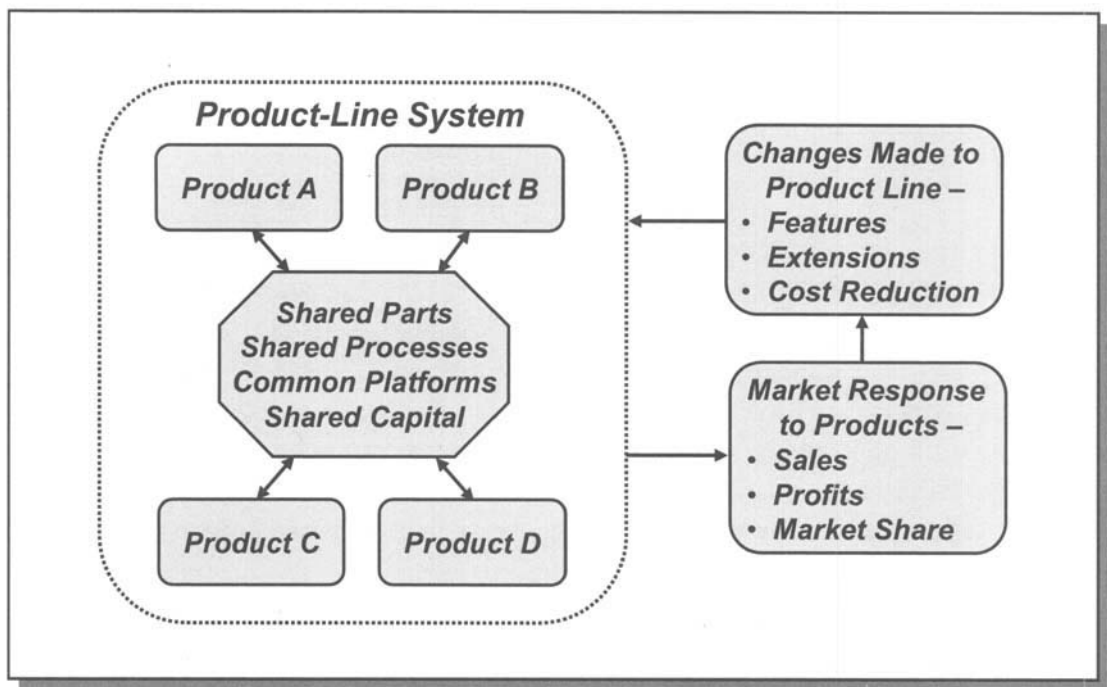 Product-Line System
Product A
Product B
Shared Parts
Shared Processes
Common Platforms
Shared Capital
Product C
Product D
Changes Made to
Product Line –
• Features
• Extensions
• Cost Reduction
Market Response
to Products –
• Sales
• Profits
• Market Share